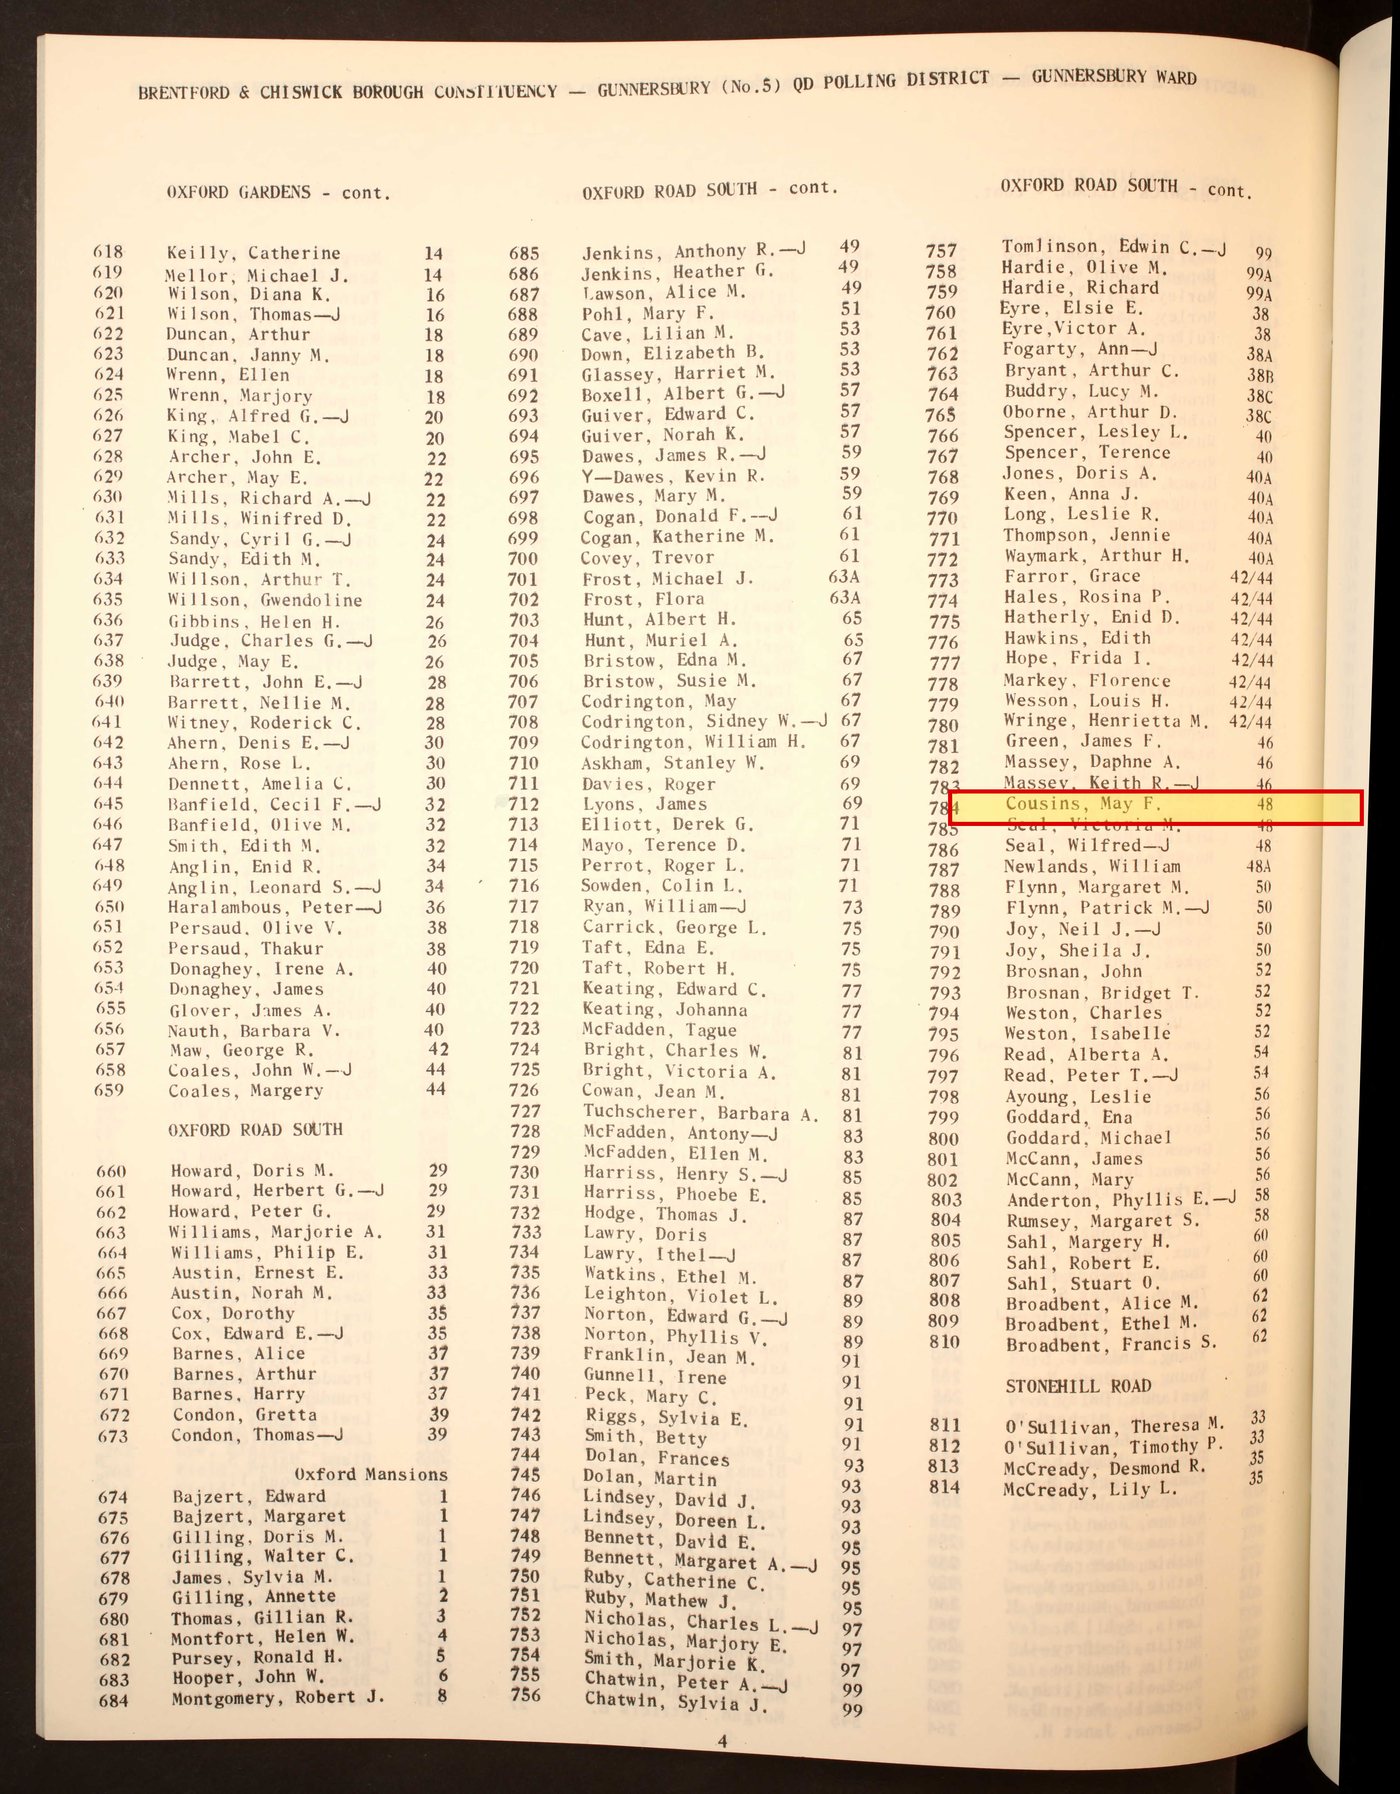 BRENTFORD & CHISWICK BOROUGH CONSTITUENCY — GUNNERSBURY (No.5) QD POLLING DISTRICT — GUNNERSBURY WARD
OXFORD GARDENS - cont.
618 Keilly, Catherine 14
619 Mellor, Michael J. 14
620 Wilson, Diana K. 16
621 Wilson, Thomas—J 16
622 Duncan, Arthur 18
623 Duncan, Janny M. 18
624 Wrenn, Ellen 18
625 Wrenn, Marjory 18
626 King, Alfred G.—J 20
627 King, Mabel C. 20
628 Archer, John E. 22
629 Archer, May E. 22
630 Mills, Richard A.—J 22
631 Mills, Winifred D. 22
632 Sandy, Cyril G.—J 24
633 Sandy, Edith M. 24
634 Willson, Arthur T. 24
635 Willson, Gwendoline 24
636 Gibbins, Helen H. 26
637 Judge, Charles G.—J 26
638 Judge, May E. 26
639 Barrett, John E.—J 28
640 Barrett, Nellie M. 28
641 Witney, Roderick C. 28
642 Ahern, Denis E.—J 30
643 Ahern, Rose L. 30
644 Dennett, Amelia C. 30
645 Banfield, Cecil F.—J 32
646 Banfield, Olive M. 32
647 Smith, Edith M. 32
648 Anglin, Enid R. 34
649 Anglin, Leonard S.—J 34
650 Haralambous, Peter—J 36
651 Persaud, Olive V. 38
652 Persaud, Thakur 38
653 Donaghey, Irene A. 40
654 Donaghey, James 40
655 Glover, James A. 40
656 Nauth, Barbara V. 40
657 Maw, George R. 42
658 Coales, John W.—J 44
659 Coales, Margery 44
OXFORD ROAD SOUTH
660 Howard, Doris M. 29
661 Howard, Herbert G.—J 29
662 Howard, Peter G. 29
663 Williams, Marjorie A. 31
664 Williams, Philip E. 31
665 Austin, Ernest E. 33
666 Austin, Norah M. 33
667 Cox, Dorothy 35
668 Cox, Edward E.—J 35
669 Barnes, Alice 37
670 Barnes, Arthur 37
671 Barnes, Harry 37
672 Condon, Gretta 39
673 Condon, Thomas—J 39
Oxford Mansions
674 Bajzert, Edward 1
675 Bajzert, Margaret 1
676 Gilling, Doris M. 1
677 Gilling, Walter C. 1
678 James, Sylvia M. 1
679 Gilling, Annette 2
680 Thomas, Gillian R. 3
681 Montfort, Helen W. 4
682 Pursey, Ronald H. 5
683 Hooper, John W. 6
684 Montgomery, Robert J. 8
OXFORD ROAD SOUTH - cont.
685 Jenkins, Anthony R.—J 49
686 Jenkins, Heather G. 49
687 Lawson, Alice M. 49
688 Pohl, Mary F. 51
689 Cave, Lilian M. 53
690 Down, Elizabeth B. 53
691 Glassey, Harriet M. 53
692 Boxell, Albert G.—J 57
693 Guiver, Edward C. 57
694 Guiver, Norah K. 57
695 Dawes, James R.—J 59
696 Y—Dawes, Kevin R. 59
697 Dawes, Mary M. 59
698 Cogan, Donald F.—J 61
699 Cogan, Katherine M. 61
700 Covey, Trevor 61
701 Frost, Michael J. 63A
702 Frost, Flora 63A
703 Hunt, Albert H. 65
704 Hunt, Muriel A. 65
705 Bristow, Edna M. 67
706 Bristow, Susie M. 67
707 Codrington, May 67
708 Codrington, Sidney W.—J 67
709 Codrington, William H. 67
710 Askham, Stanley W. 69
711 Davies, Roger 69
712 Lyons, James 69
713 Elliott, Derek G. 71
714 Mayo, Terence D. 71
715 Perrot, Roger L. 71
716 Sowden, Colin L. 71
717 Ryan, William—J 73
718 Carrick, George L. 75
719 Taft, Edna E. 75
720 Taft, Robert H. 75
721 Keating, Edward C. 77
722 Keating, Johanna 77
723 McFadden, Tague 77
724 Bright, Charles W. 81
725 Bright, Victoria A. 81
726 Cowan, Jean M. 81
727 Tuchscherer, Barbara A. 81
728 McFadden, Antony—J 83
729 McFadden, Ellen M. 83
730 Harriss, Henry S.—J 85
731 Harriss, Phoebe E. 85
732 Hodge, Thomas J. 87
733 Lawry, Doris 87
734 Lawry, Ithel—J 87
735 Watkins, Ethel M. 87
736 Leighton, Violet L. 89
737 Norton, Edward G.—J 89
738 Norton, Phyllis V. 89
739 Franklin, Jean M. 91
740 Gunnell, Irene 91
741 Peck, Mary C. 91
742 Riggs, Sylvia E. 91
743 Smith, Betty 91
744 Dolan, Frances 93
745 Dolan, Martin 93
746 Lindsey, David J. 93
747 Lindsey, Doreen L. 93
748 Bennett, David E. 95
749 Bennett, Margaret A.—J 95
750 Ruby, Catherine C. 95
751 Ruby, Mathew J. 95
752 Nicholas, Charles L.—J 97
753 Nicholas, Marjory E. 97
754 Smith, Marjorie K. 97
755 Chatwin, Peter A.—J 99
756 Chatwin, Sylvia J. 99
OXFORD ROAD SOUTH - cont.
757 Tomlinson, Edwin C.—J 99
758 Hardie, Olive M. 99A
759 Hardie, Richard 99A
760 Eyre, Elsie E. 38
761 Eyre,Victor A. 38
762 Fogarty, Ann—J 38A
763 Bryant, Arthur C. 38B
764 Buddry, Lucy M. 38C
765 Oborne, Arthur D. 38C
766 Spencer, Lesley L. 40
767 Spencer, Terence 40
768 Jones, Doris A. 40A
769 Keen, Anna J. 40A
770 Long, Leslie R. 40A
771 Thompson, Jennie 40A
772 Waymark, Arthur H. 40A
773 Farror, Grace 42/44
774 Hales, Rosina P. 42/44
775 Hatherly, Enid D. 42/44
776 Hawkins, Edith 42/44
777 Hope, Frida I. 42/44
778 Markey, Florence 42/44
779 Wesson, Louis H. 42/44
780 Wringe, Henrietta M. 42/44
781 Green, James F. 46
782 Massey, Daphne A. 46
783 Massey, Keith R.—J 46
784 Cousins, May F. 48
785 Seal, Victoria M. 48
786 Seal, Wilfred—J 48
787 Newlands, William 48A
788 Flynn, Margaret M. 50
789 Flynn, Patrick M.—J 50
790 Joy, Neil J.—J 50
791 Joy, Sheila J. 50
792 Brosnan, John 52
793 Brosnan, Bridget T. 52
794 Weston, Charles 52
795 Weston, Isabelle 52
796 Read, Alberta A. 54
797 Read, Peter T.—J 54
798 Ayoung, Leslie 56
799 Goddard, Ena 56
800 Goddard, Michael 56
801 McCann, James 56
802 McCann, Mary 56
803 Anderton, Phyllis E.—J 58
804 Rumsey, Margaret S. 58
805 Sahl, Margery H. 60
806 Sahl, Robert E. 60
807 Sahl, Stuart O. 60
808 Broadbent, Alice M. 62
809 Broadbent, Ethel M. 62
810 Broadbent, Francis S. 62
STONEHILL ROAD
811 O'Sullivan, Theresa M. 33
812 O'Sullivan, Timothy P. 33
813 McCready, Desmond R. 35
814 McCready, Lily L. 35
4